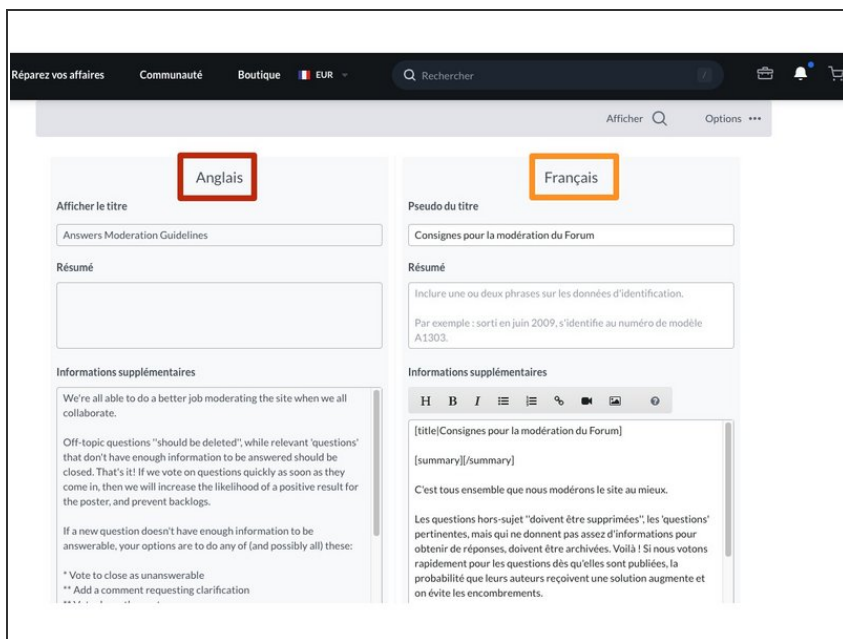 Réparez vos affaires Communauté Boutique EUR Rechercher /
Afficher Options •••
Anglais
Afficher le titre
Answers Moderation Guidelines
Résumé
Informations supplémentaires
We're all able to do a better job moderating the site when we all
collaborate.
Off-topic questions ''should be deleted'', while relevant 'questions'
that don't have enough information to be answered should be
closed. That's it! If we vote on questions quickly as soon as they
come in, then we will increase the likelihood of a positive result for
the poster, and prevent backlogs.
If a new question doesn't have enough information to be
answerable, your options are to do any of (and possibly all) these:
* Vote to close as unanswerable
** Add a comment requesting clarification
Français
Pseudo du titre
Consignes pour la modération du Forum
Résumé
Inclure une ou deux phrases sur les données d'identification.
Par exemple : sorti en juin 2009, s'identifie au numéro de modèle
A1303.
Informations supplémentaires
H B I
[title|Consignes pour la modération du Forum]
[summary][/summary]
C'est tous ensemble que nous modérons le site au mieux.
Les questions hors-sujet ''doivent être supprimées'', les 'questions'
pertinentes, mais qui ne donnent pas assez d'informations pour
obtenir de réponses, doivent être archivées. Voilà ! Si nous votons
rapidement pour les questions dès qu'elles sont publiées, la
probabilité que leurs auteurs reçoivent une solution augmente et
on évite les encombrements.